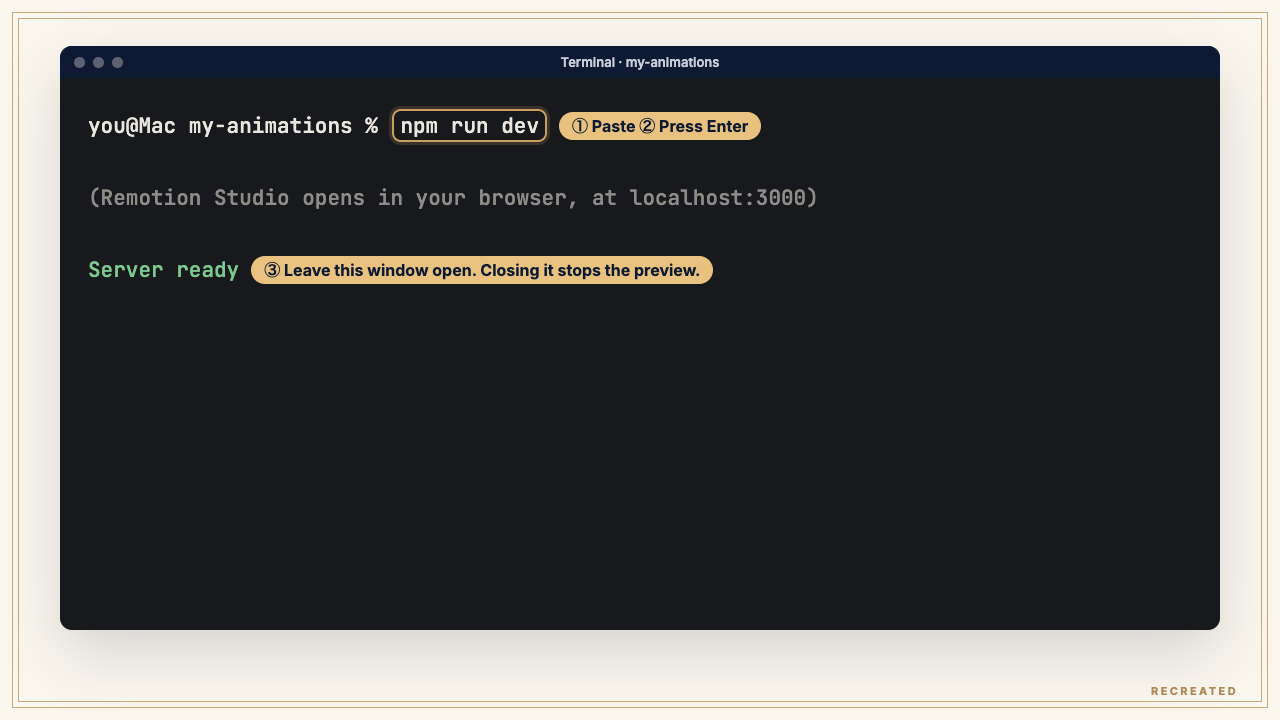 Terminal · my-animations
you@Mac my-animations % npm run dev ① Paste ② Press Enter
(Remotion Studio opens in your browser, at localhost:3000)
Server ready ③ Leave this window open. Closing it stops the preview.
RECREATED